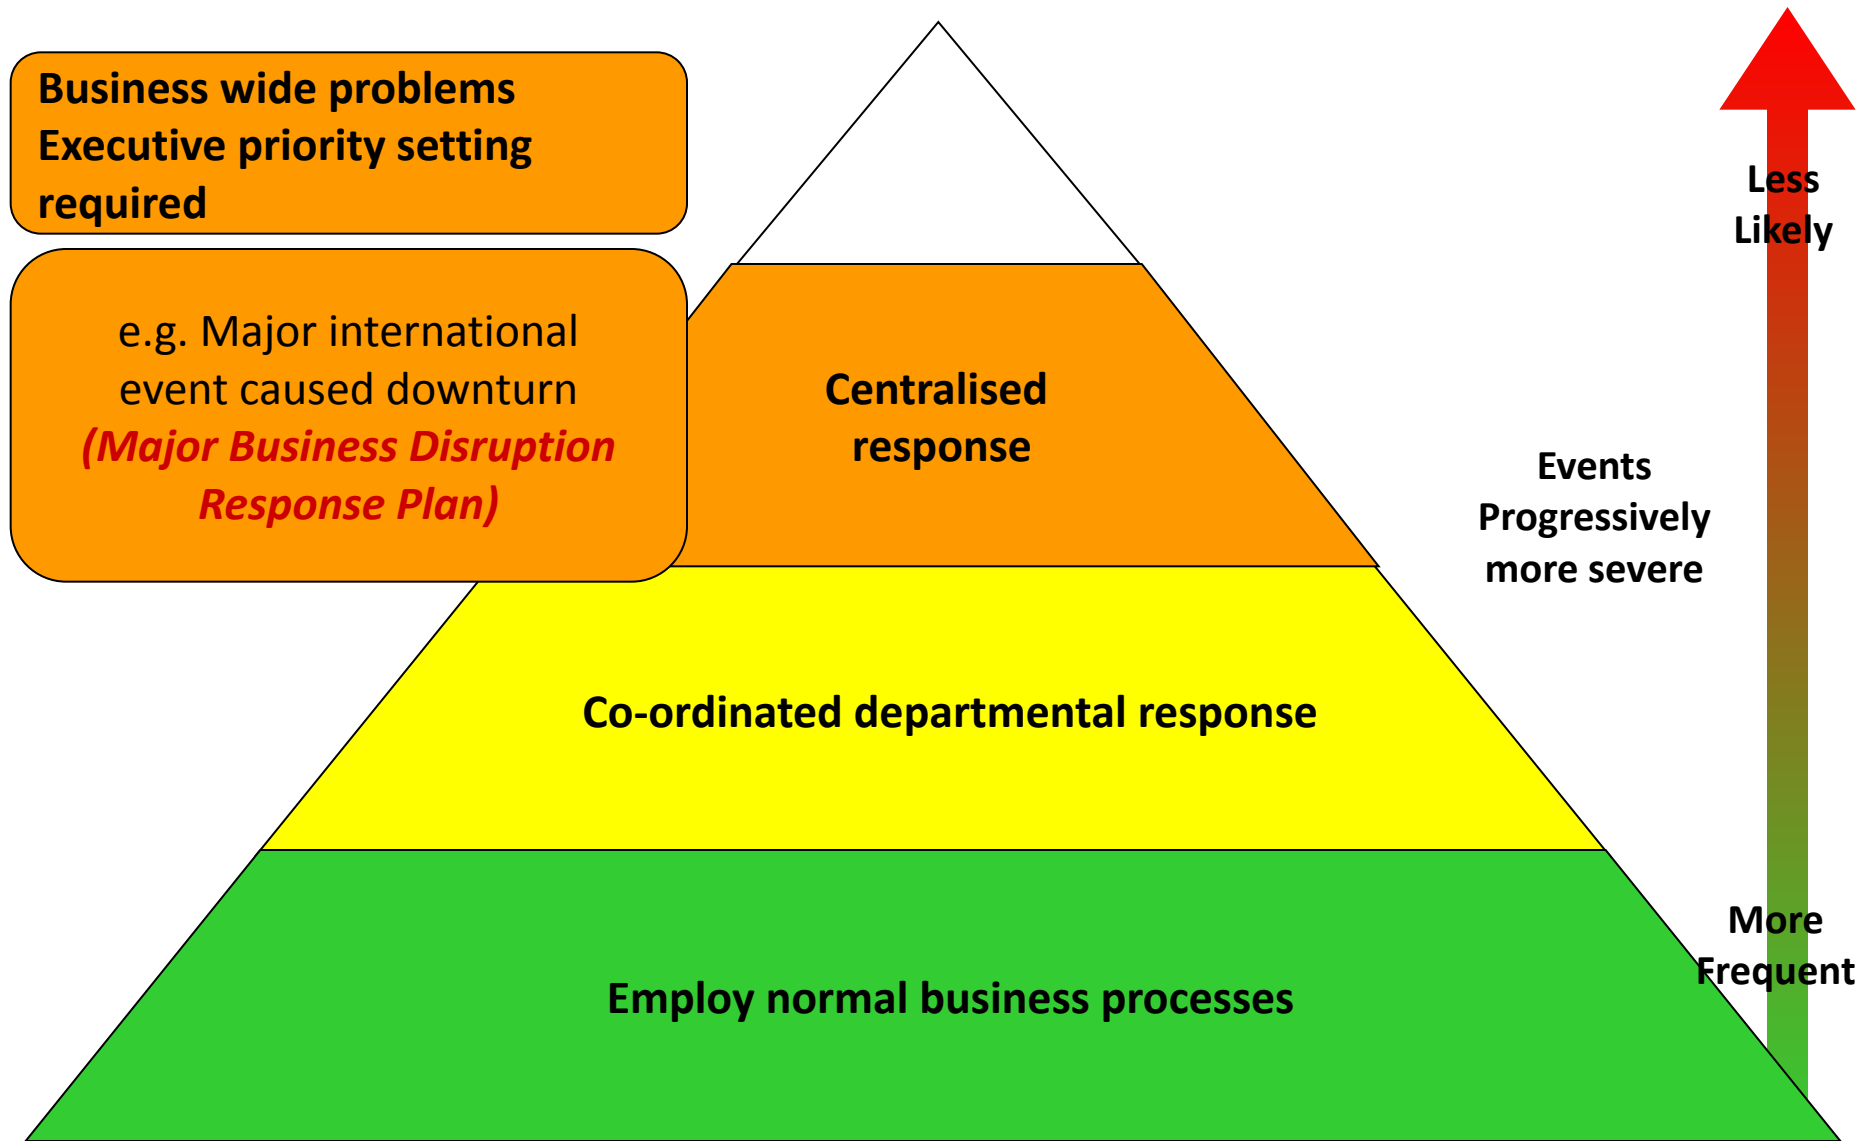 Business wide problems
Executive priority setting
required
e.g. Major international
event caused downturn
(Major Business Disruption
Response Plan)
Centralised
response
Less
Likely
Events
Progressively
more severe
Co-ordinated departmental response
More
Frequent
Employ normal business processes